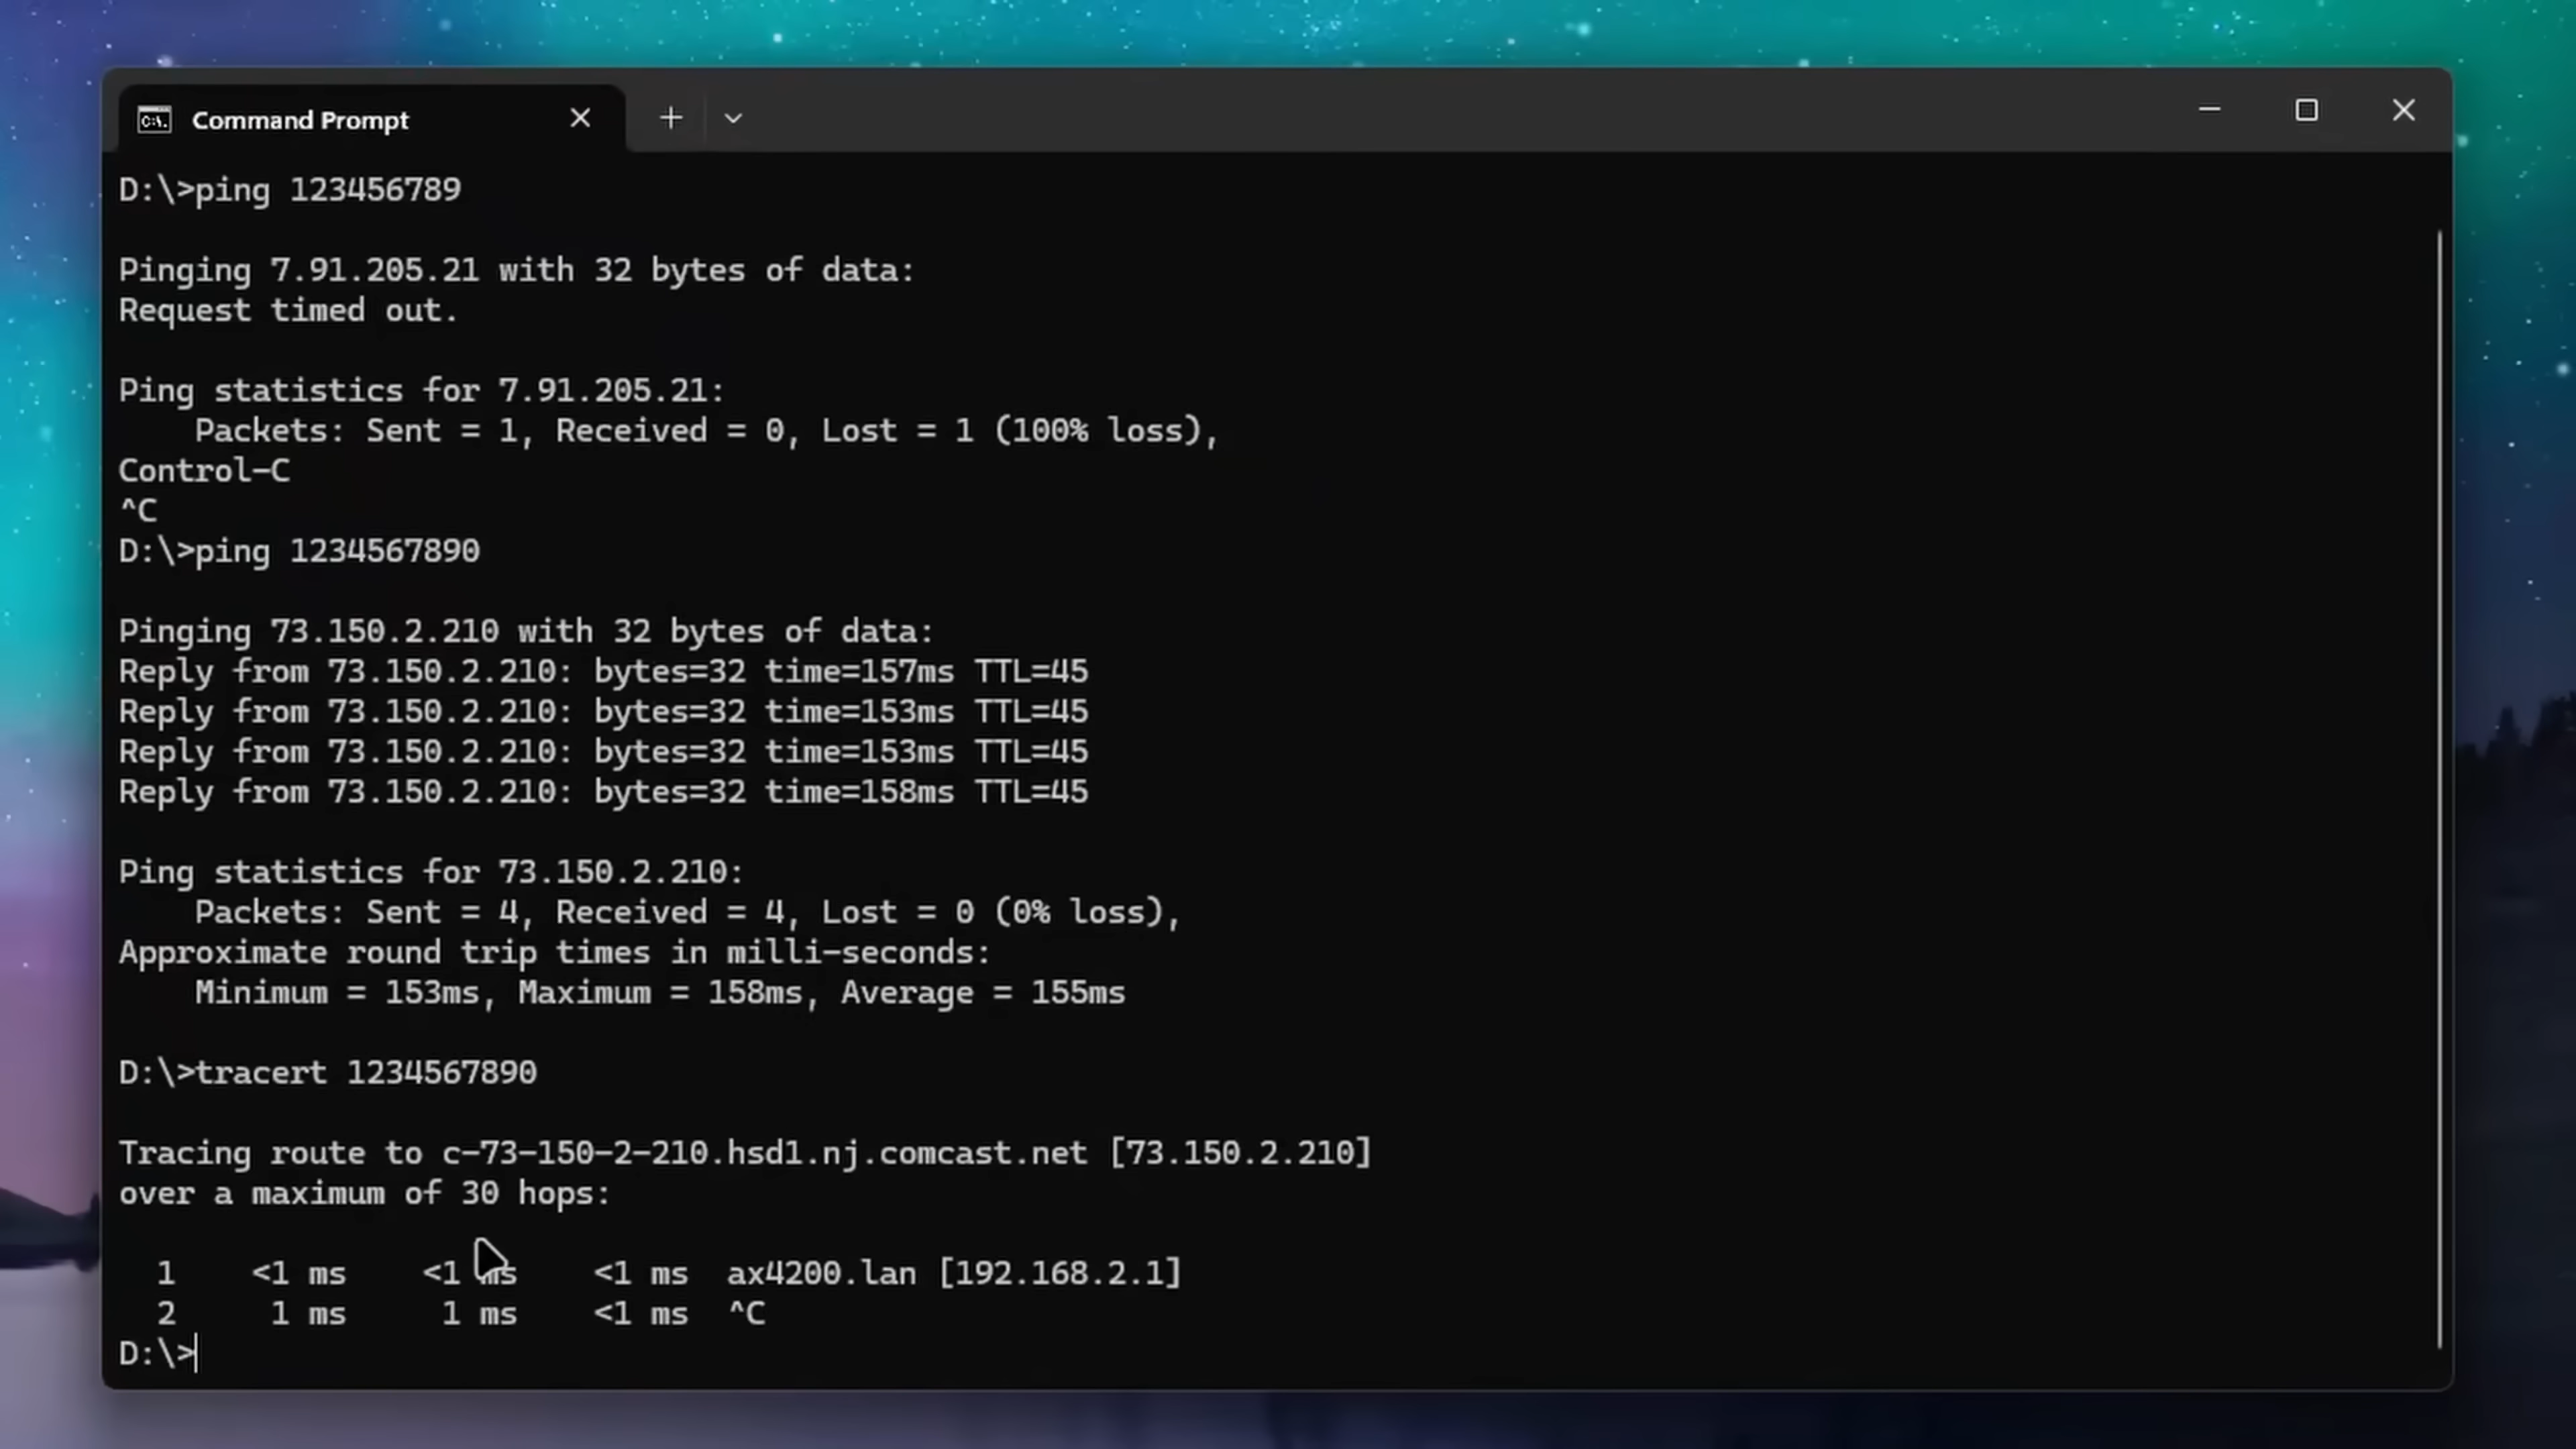 Command Prompt
D:\>ping 123456789
Pinging 7.91.205.21 with 32 bytes of data:
Request timed out.
Ping statistics for 7.91.205.21:
    Packets: Sent = 1, Received = 0, Lost = 1 (100% loss),
Control-C
^C
D:\>ping 1234567890
Pinging 73.150.2.210 with 32 bytes of data:
Reply from 73.150.2.210: bytes=32 time=157ms TTL=45
Reply from 73.150.2.210: bytes=32 time=153ms TTL=45
Reply from 73.150.2.210: bytes=32 time=153ms TTL=45
Reply from 73.150.2.210: bytes=32 time=158ms TTL=45
Ping statistics for 73.150.2.210:
    Packets: Sent = 4, Received = 4, Lost = 0 (0% loss),
Approximate round trip times in milli-seconds:
    Minimum = 153ms, Maximum = 158ms, Average = 155ms
D:\>tracert 1234567890
Tracing route to c-73-150-2-210.hsd1.nj.comcast.net [73.150.2.210]
over a maximum of 30 hops:
  1    <1 ms    <1 ms    <1 ms  ax4200.lan [192.168.2.1]
  2     1 ms     1 ms    <1 ms  ^C
D:\>